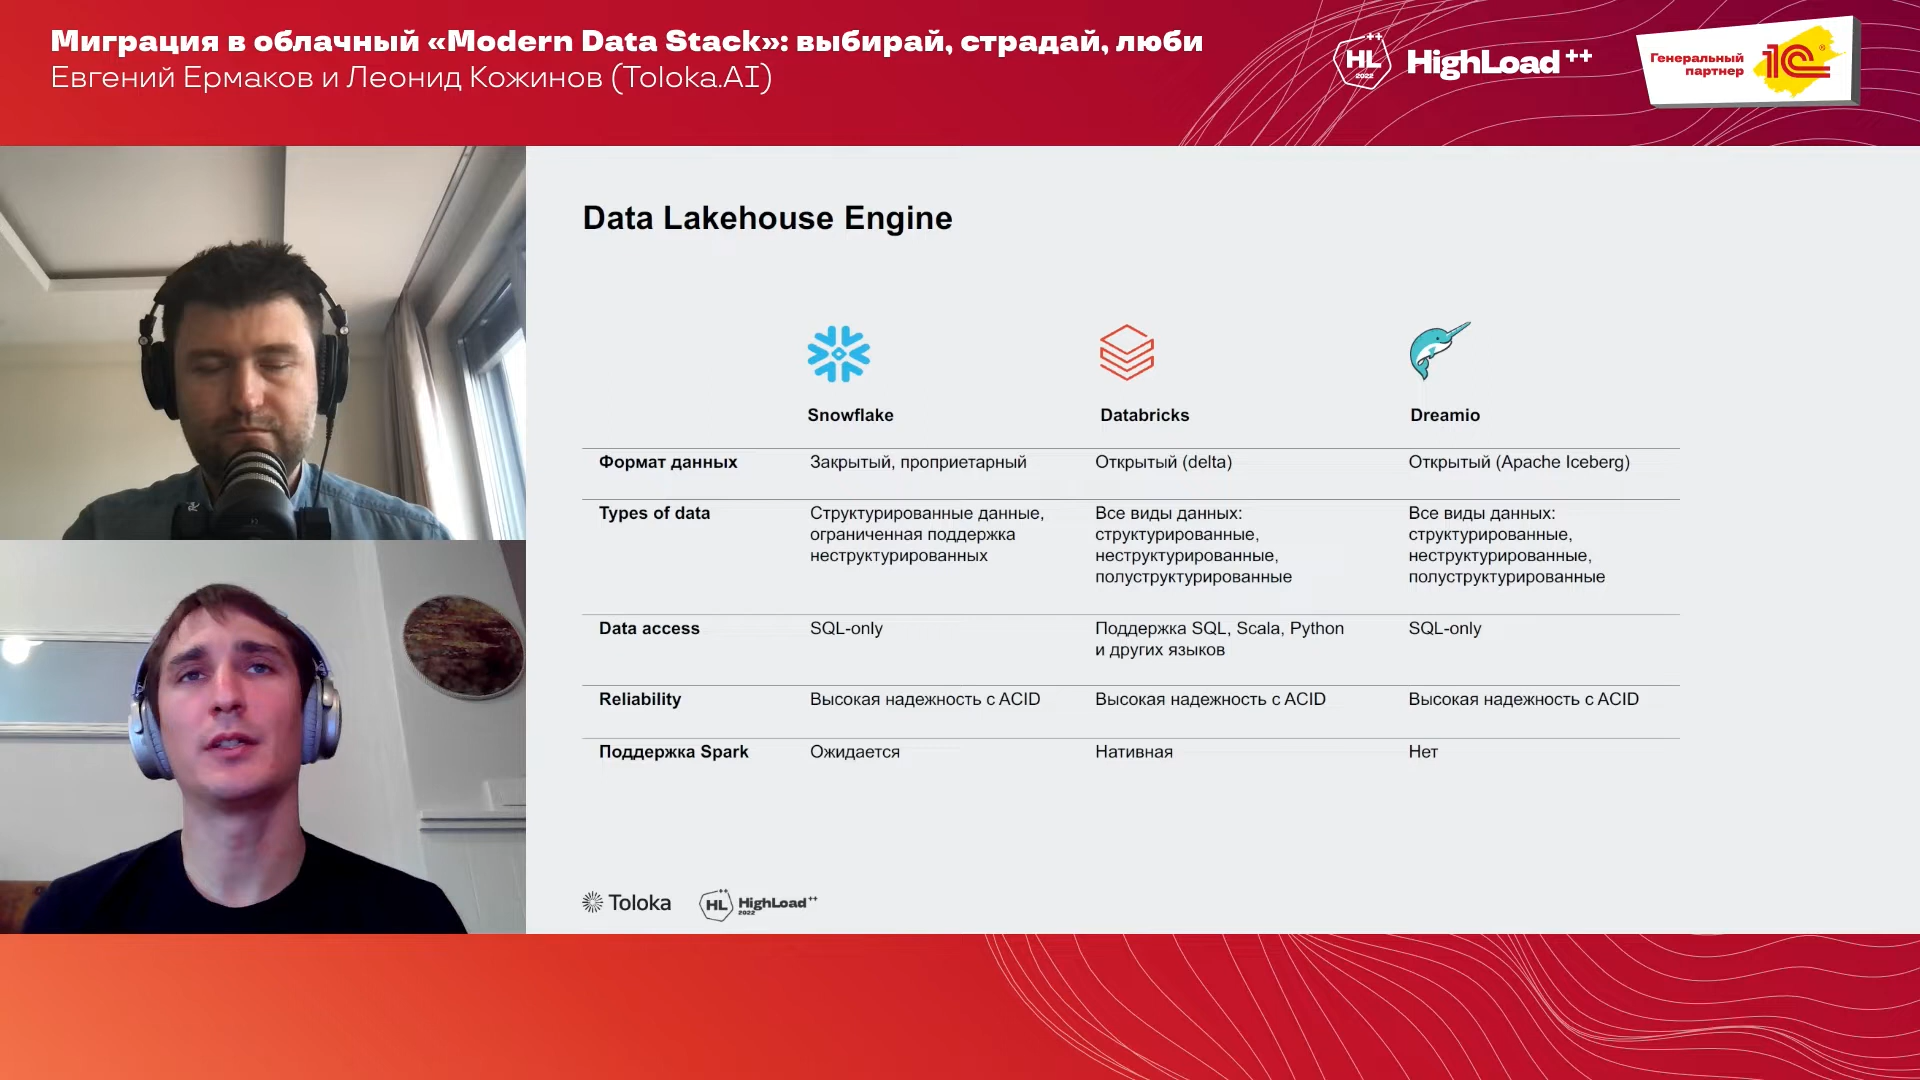 Миграция в облачный «Modern Data Stack»: выбирай, страдай, люби
Евгений Ермаков и Леонид Кожинов (Toloka.AI)
HL++
2022
HighLoad++
Генеральный
партнер
1С®
Data Lakehouse Engine
Snowflake
Databricks
Dreamio
Формат данных
Закрытый, проприетарный
Открытый (delta)
Открытый (Apache Iceberg)
Types of data
Структурированные данные,
ограниченная поддержка
неструктурированных
Все виды данных:
структурированные,
неструктурированные,
полуструктурированные
Все виды данных:
структурированные,
неструктурированные,
полуструктурированные
Data access
SQL-only
Поддержка SQL, Scala, Python
и других языков
SQL-only
Reliability
Высокая надежность с ACID
Высокая надежность с ACID
Высокая надежность с ACID
Поддержка Spark
Ожидается
Нативная
Нет
Toloka
HL++
HighLoad++
2022